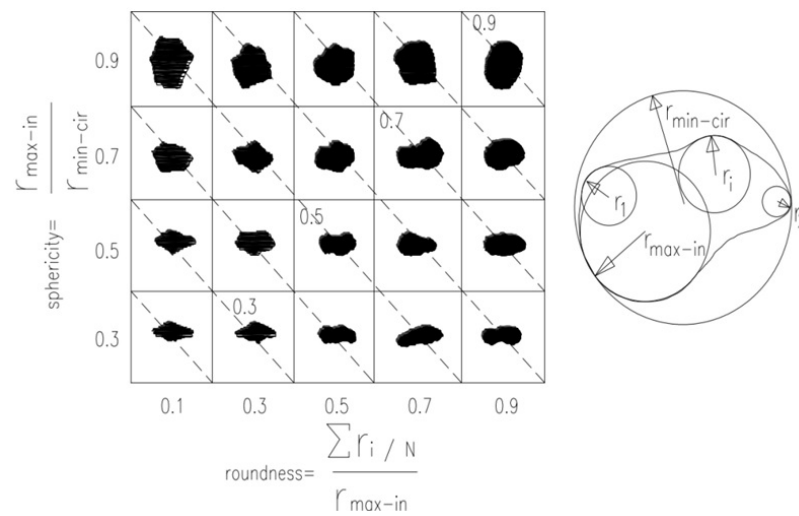 0.9
0.9
0.7
0.7
0.5
0.5
0.3
0.3
sphericity= r max-in / r min-cir
0.1 0.3 0.5 0.7 0.9
roundness= ∑ r i / N
r max-in
r min-cir
r i
r 1
r max-in
r